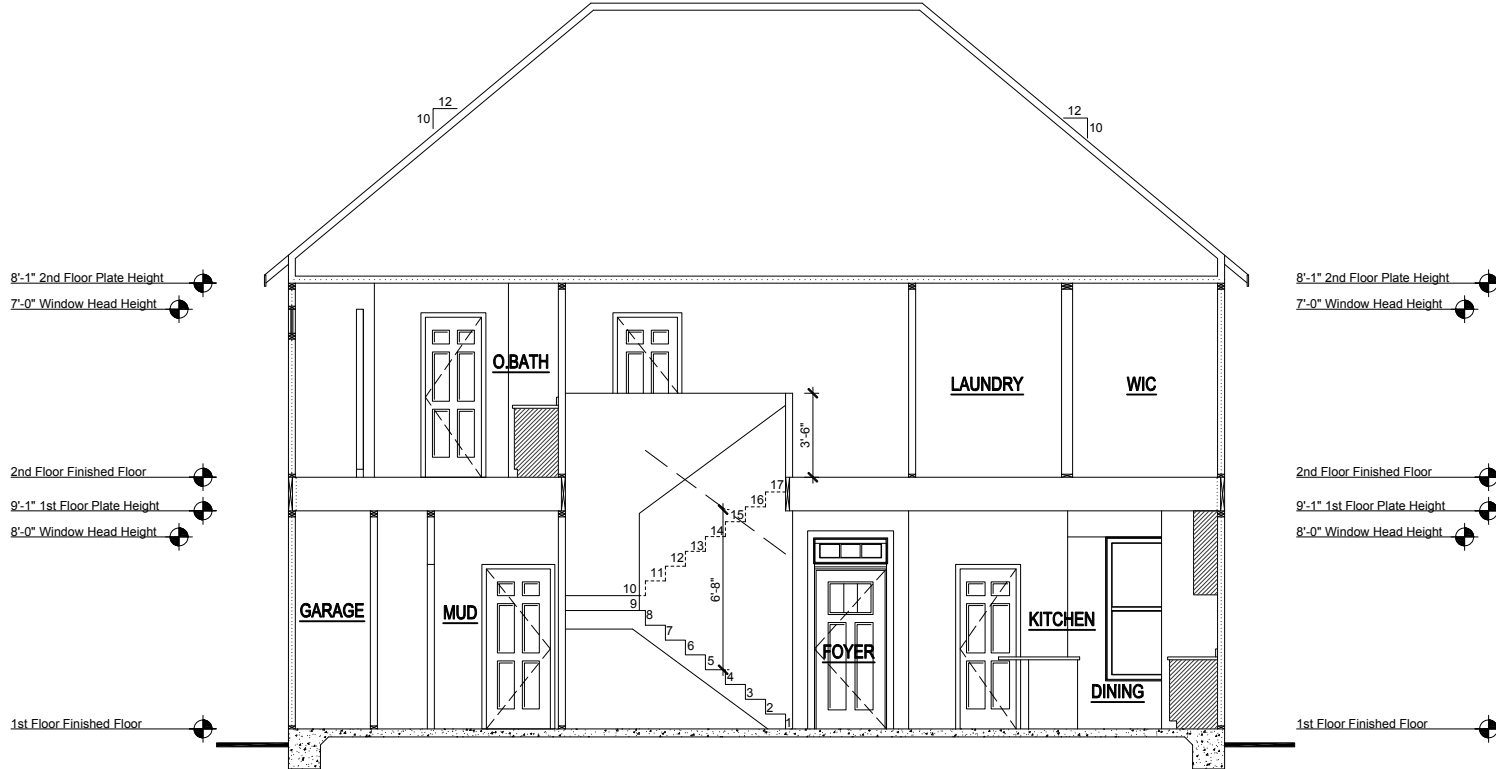 12
10
12
10
8'-1" 2nd Floor Plate Height
8'-1" 2nd Floor Plate Height
7'-0" Window Head Height
7'-0" Window Head Height
O.BATH
LAUNDRY
WIC
3'-6"
2nd Floor Finished Floor
2nd Floor Finished Floor
17
16
9'-1" 1st Floor Plate Height
9'-1" 1st Floor Plate Height
15
8'-0" Window Head Height
8'-0" Window Head Height
14
13
12
11
10
6'-8"
9
GARAGE
MUD
8
KITCHEN
7
6
FOYER
5
4
3
DINING
2
1
1st Floor Finished Floor
1st Floor Finished Floor